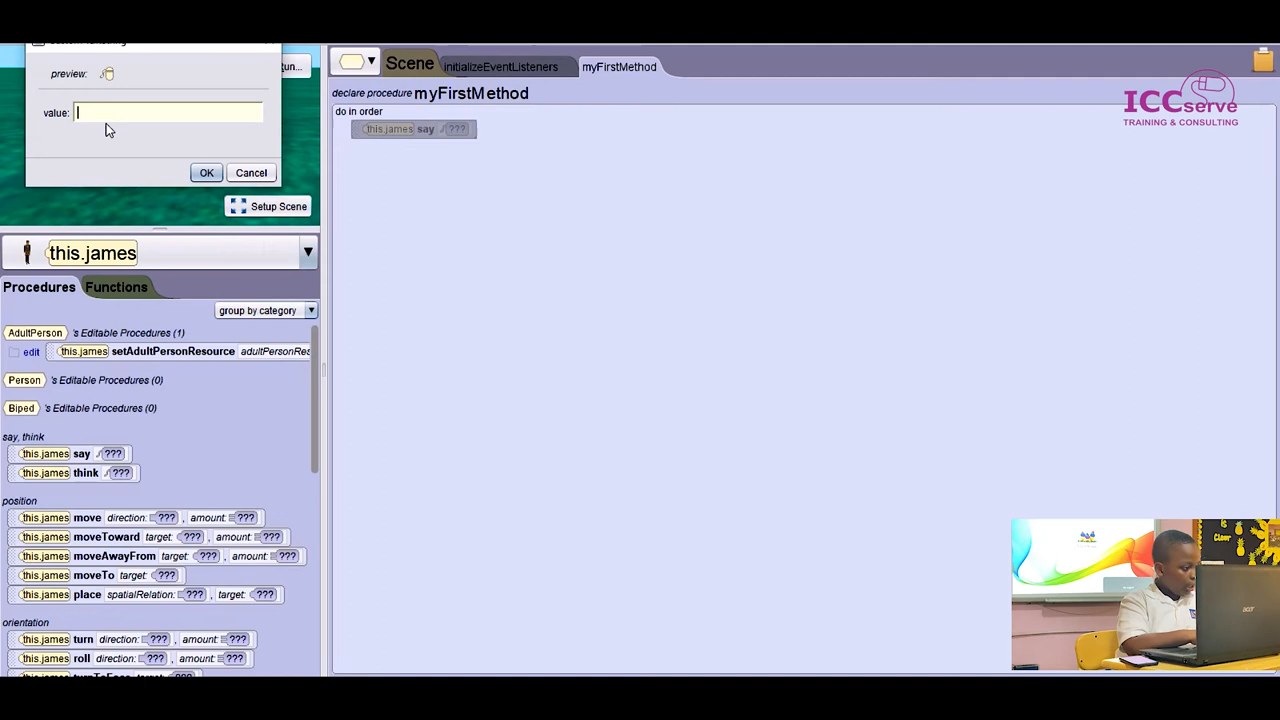 preview:
value:
OK Cancel
Run...
Setup Scene
this.james
Procedures Functions
group by category
AdultPerson 's Editable Procedures (1)
edit this.james setAdultPersonResource adultPersonRes
Person 's Editable Procedures (0)
Biped 's Editable Procedures (0)
say, think
this.james say ???
this.james think ???
position
this.james move direction: ??? , amount: ???
this.james moveToward target: ??? , amount: ???
this.james moveAwayFrom target: ??? , amount: ???
this.james moveTo target: ???
this.james place spatialRelation: ??? , target: ???
orientation
this.james turn direction: ??? , amount: ???
this.james roll direction: ??? , amount: ???
Scene initializeEventListeners myFirstMethod
declare procedure myFirstMethod
do in order
this.james say ???
ICCserve
TRAINING & CONSULTING
acer